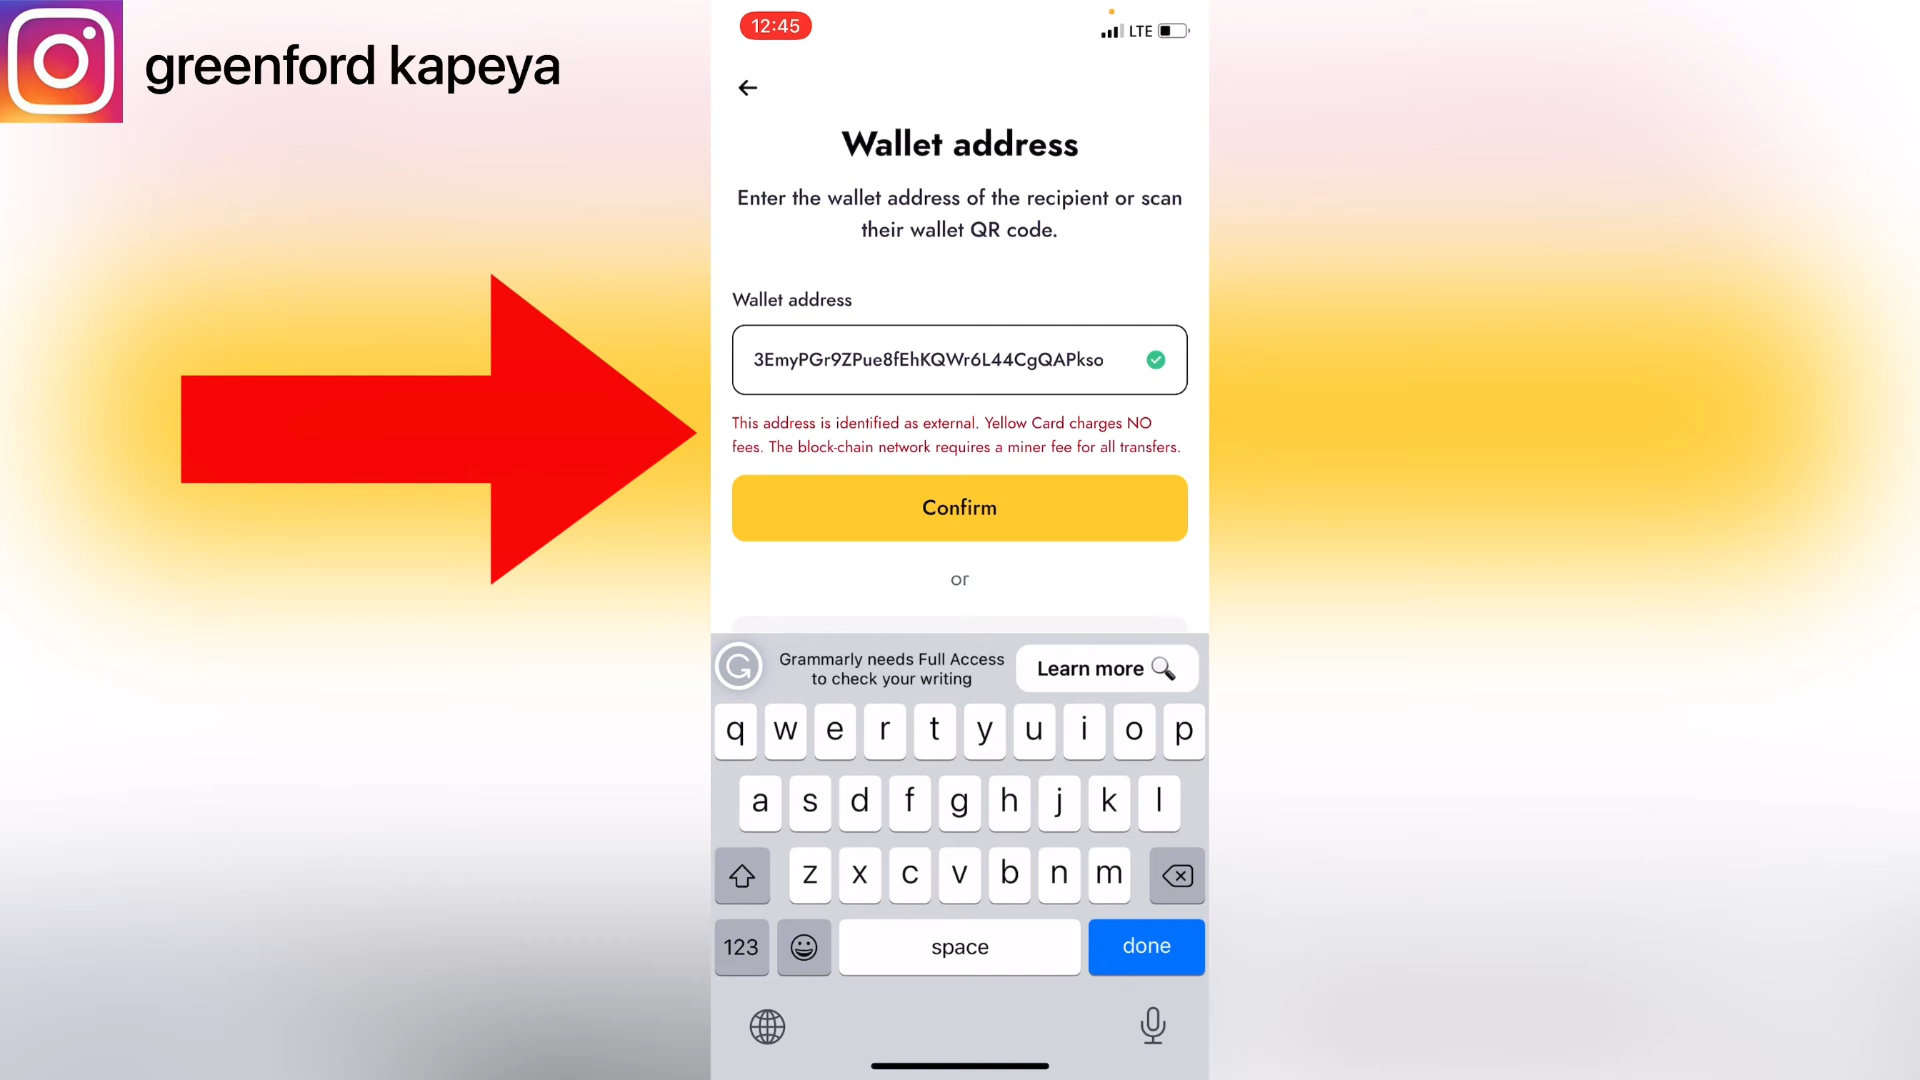 greenford kapeya
12:45
LTE
Wallet address
Enter the wallet address of the recipient or scan
their wallet QR code.
Wallet address
3EmyPGr9ZPue8fEhKQWr6L44CgQAPkso
This address is identified as external. Yellow Card charges NO
fees. The block-chain network requires a miner fee for all transfers.
Confirm
or
Grammarly needs Full Access
to check your writing
Learn more
q w e r t y u i o p
a s d f g h j k l
z x c v b n m
123 space done